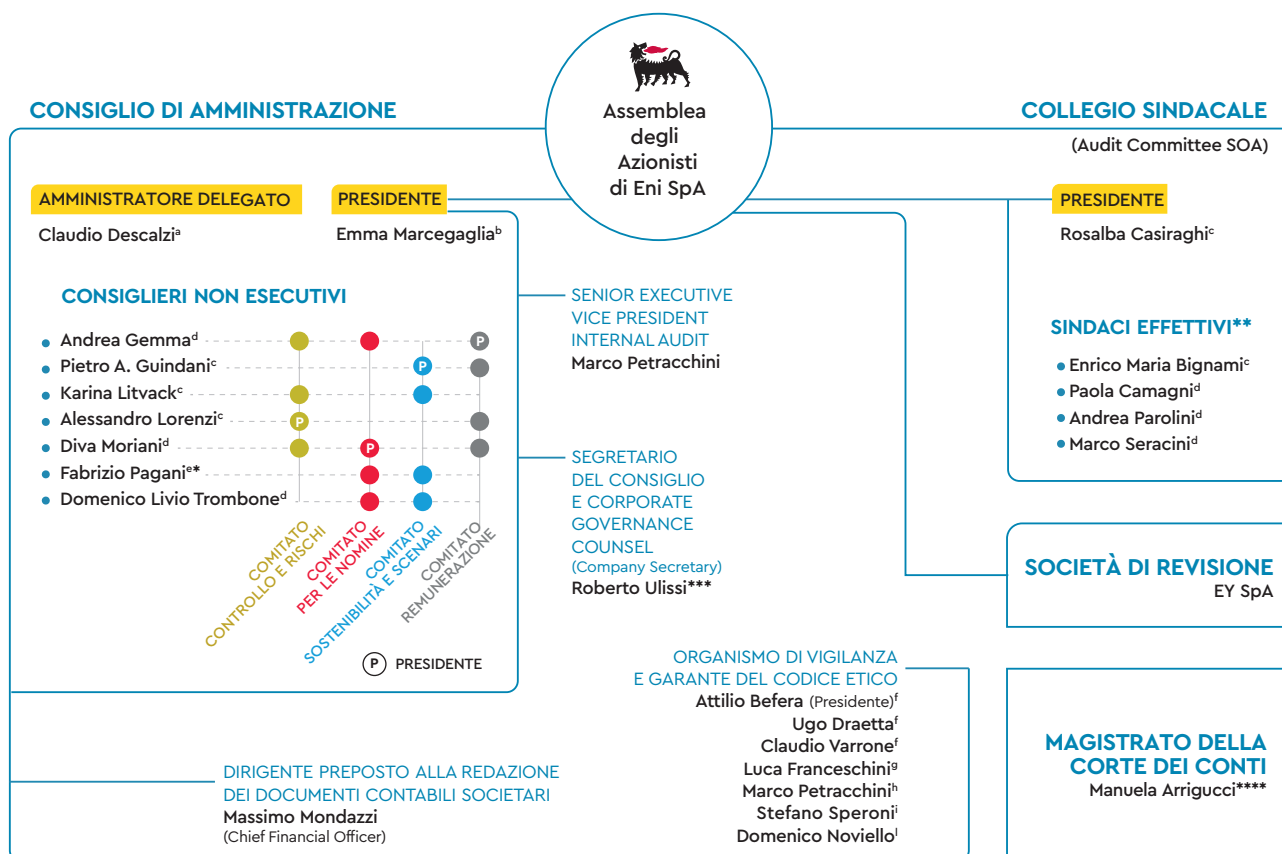 Assemblea
degli
Azionisti
di Eni SpA
CONSIGLIO DI AMMINISTRAZIONE
AMMINISTRATORE DELEGATO
Claudio Descalziᵃ
PRESIDENTE
Emma Marcegagliaᵇ
CONSIGLIERI NON ESECUTIVI
Andrea Gemmaᵈ
P
Pietro A. Guindaniᶜ
P
Karina Litvackᶜ
Alessandro Lorenziᶜ
P
Diva Morianiᵈ
P
Fabrizio Paganiᵉ*
Domenico Livio Tromboneᵈ
COMITATO
CONTROLLO E RISCHI
COMITATO
PER LE NOMINE
COMITATO
SOSTENIBILITÀ E SCENARI
COMITATO
REMUNERAZIONE
P PRESIDENTE
SENIOR EXECUTIVE
VICE PRESIDENT
INTERNAL AUDIT
Marco Petracchini
SEGRETARIO
DEL CONSIGLIO
E CORPORATE
GOVERNANCE
COUNSEL
(Company Secretary)
Roberto Ulissi***
DIRIGENTE PREPOSTO ALLA REDAZIONE
DEI DOCUMENTI CONTABILI SOCIETARI
Massimo Mondazzi
(Chief Financial Officer)
ORGANISMO DI VIGILANZA
E GARANTE DEL CODICE ETICO
Attilio Befera (Presidente)ᶠ
Ugo Draettaᶠ
Claudio Varroneᶠ
Luca Franceschiniᵍ
Marco Petracchiniʰ
Stefano Speroniⁱ
Domenico Novielloˡ
COLLEGIO SINDACALE
(Audit Committee SOA)
PRESIDENTE
Rosalba Casiraghiᶜ
SINDACI EFFETTIVI**
Enrico Maria Bignamiᶜ
Paola Camagniᵈ
Andrea Paroliniᵈ
Marco Seraciniᵈ
SOCIETÀ DI REVISIONE
EY SpA
MAGISTRATO DELLA
CORTE DEI CONTI
Manuela Arrigucci****